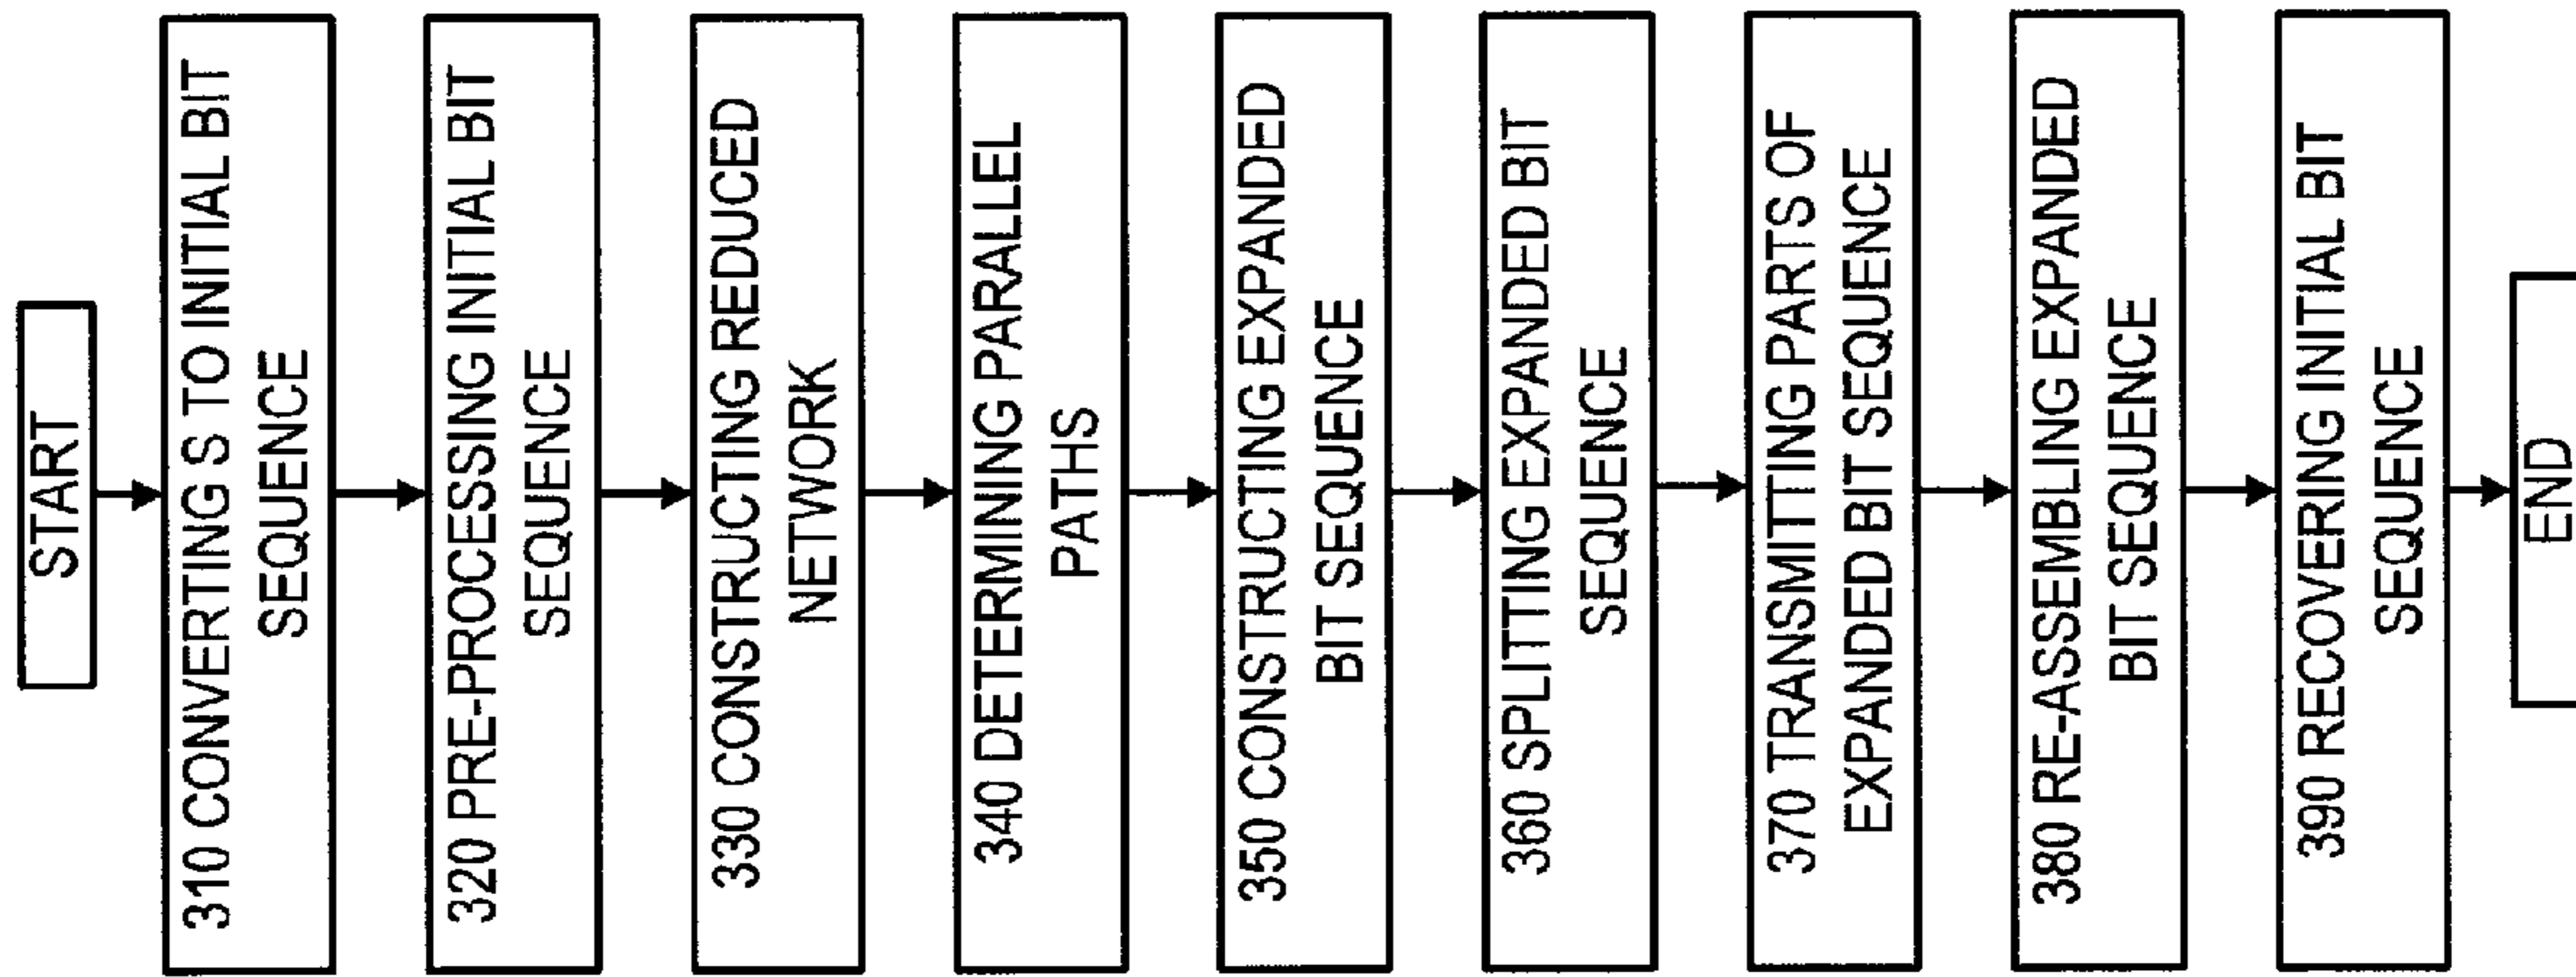 START
310 CONVERTING S TO INITIAL BIT
SEQUENCE
320 PRE-PROCESSING INITIAL BIT
SEQUENCE
330 CONSTRUCTING REDUCED
NETWORK
340 DETERMINING PARALLEL
PATHS
350 CONSTRUCTING EXPANDED
BIT SEQUENCE
360 SPLITTING EXPANDED BIT
SEQUENCE
370 TRANSMITTING PARTS OF
EXPANDED BIT SEQUENCE
380 RE-ASSEMBLING EXPANDED
BIT SEQUENCE
390 RECOVERING INITIAL BIT
SEQUENCE
END